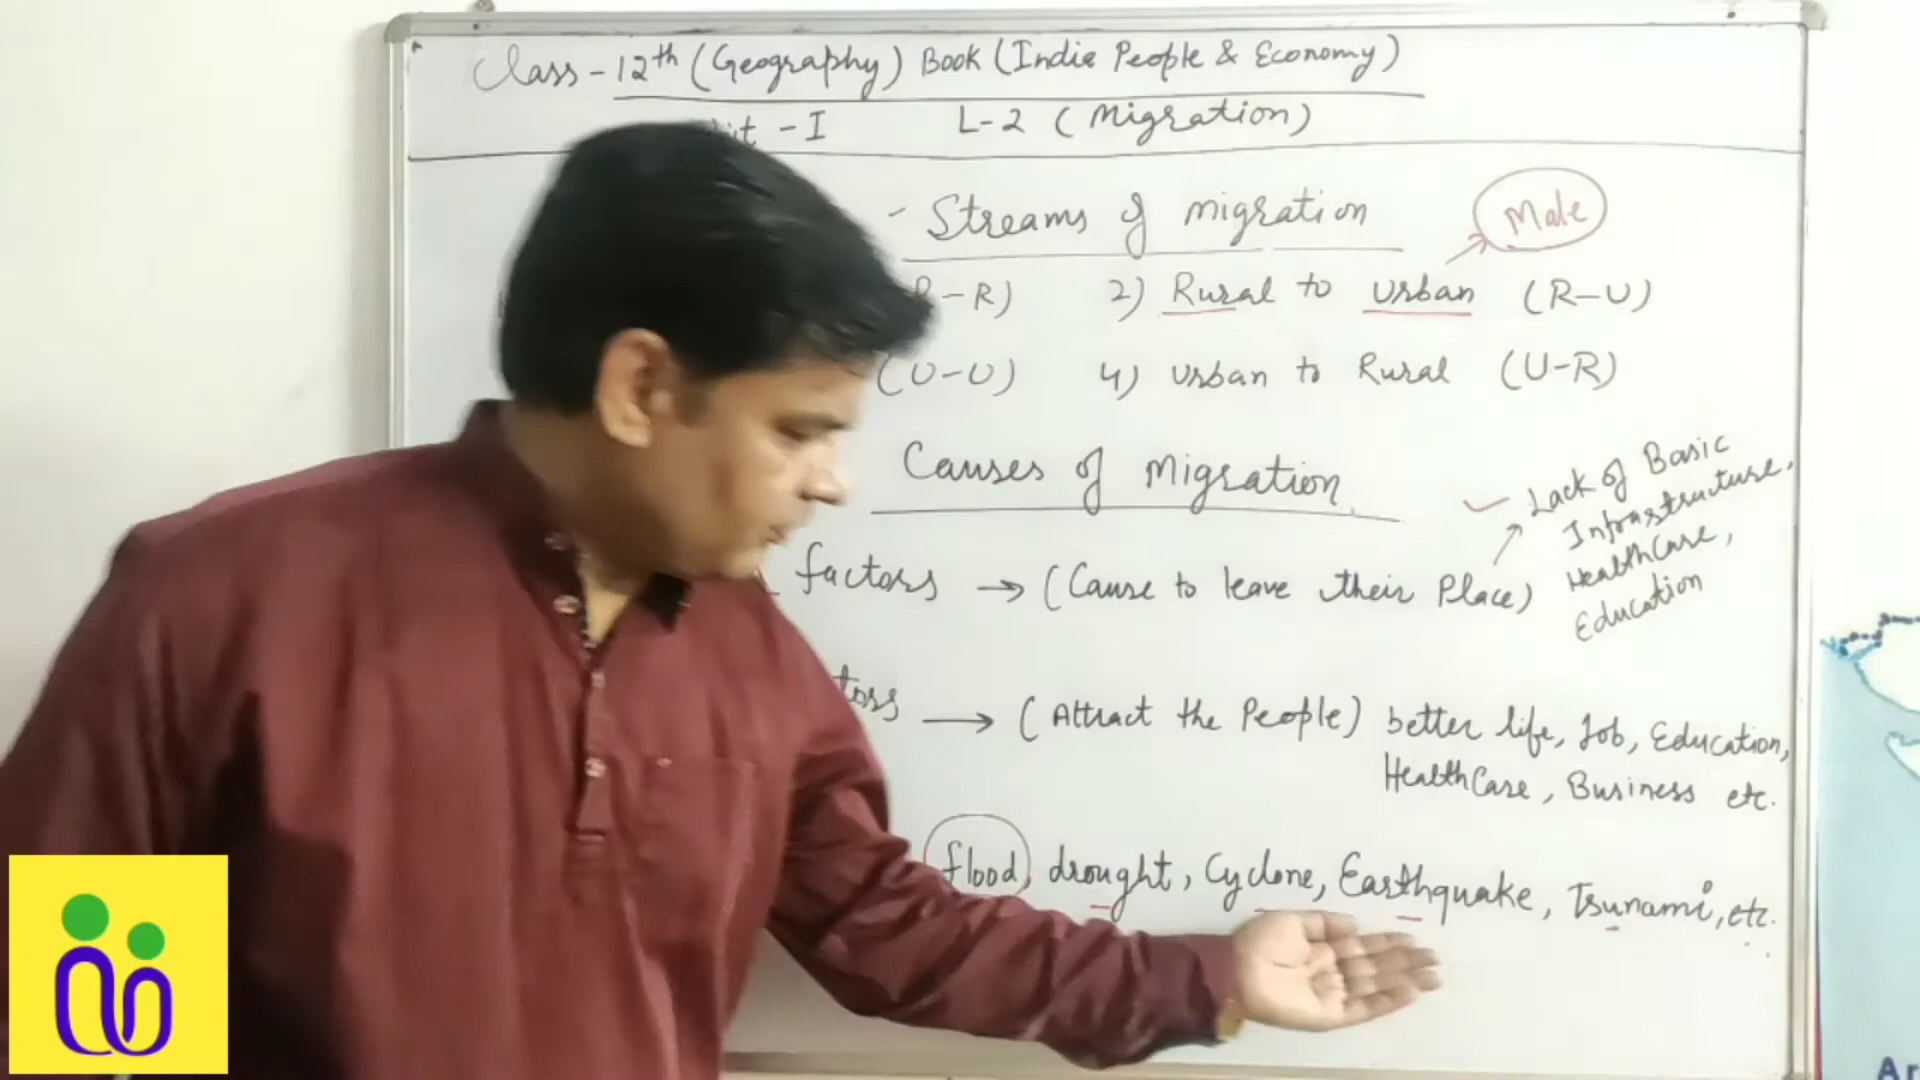 Class - 12th (Geography) Book (India People & Economy)
- I L-2 (Migration)
- Streams of migration Male
- R) 2) Rural to Urban (R-U)
(U-U) 4) Urban to Rural (U-R)
Causes of Migration
Lack of Basic
Infrastructure,
HealthCare,
Education
factors → (Cause to leave their Place)
→ (Attract the People) better life, Job, Education,
HealthCare, Business etc.
flood, drought, Cyclone, Earthquake, Tsunami, etc.